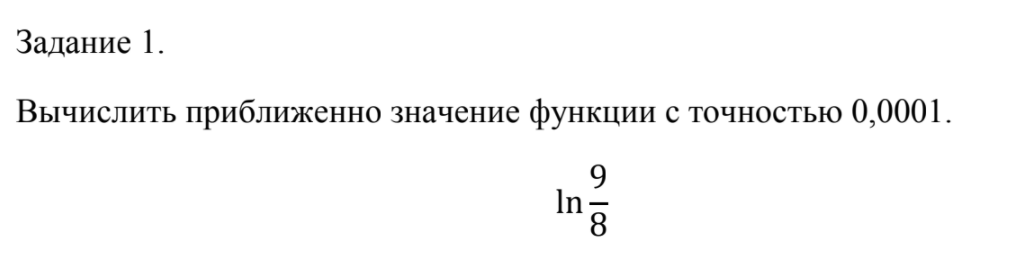 Задание 1.
Вычислить приближенно значение функции с точностью 0,0001.
ln 9/8